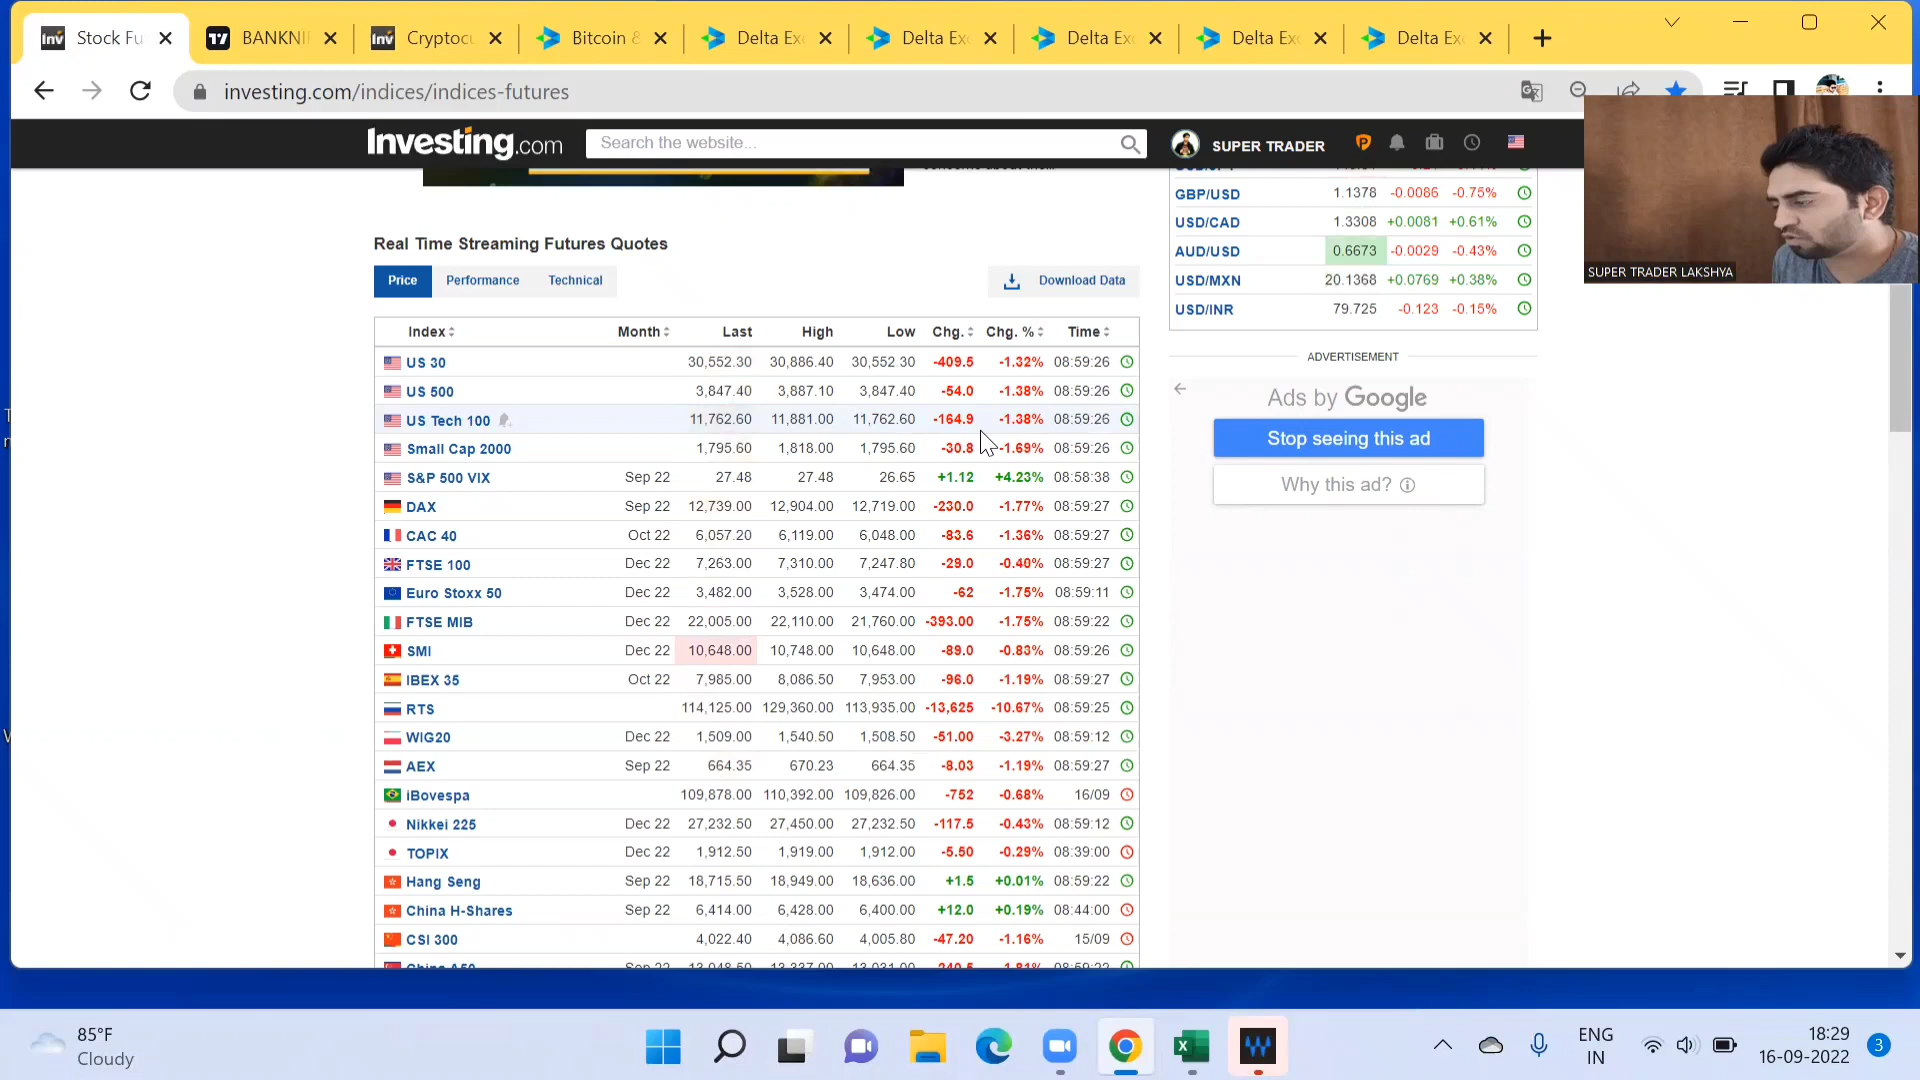 Stock Fu
BANKNI
Cryptocu
Bitcoin &
Delta Exc
Delta Exc
Delta Exc
Delta Exc
Delta Exc
investing.com/indices/indices-futures
Investing.com
Search the website...
SUPER TRADER
SUPER TRADER LAKSHYA
GBP/USD 1.1378 -0.0086 -0.75%
USD/CAD 1.3308 +0.0081 +0.61%
AUD/USD 0.6673 -0.0029 -0.43%
USD/MXN 20.1368 +0.0769 +0.38%
USD/INR 79.725 -0.123 -0.15%
ADVERTISEMENT
Ads by Google
Stop seeing this ad
Why this ad?
Real Time Streaming Futures Quotes
Price Performance Technical Download Data
Index Month Last High Low Chg. Chg. % Time
US 30 30,552.30 30,886.40 30,552.30 -409.5 -1.32% 08:59:26
US 500 3,847.40 3,887.10 3,847.40 -54.0 -1.38% 08:59:26
US Tech 100 11,762.60 11,881.00 11,762.60 -164.9 -1.38% 08:59:26
Small Cap 2000 1,795.60 1,818.00 1,795.60 -30.8 -1.69% 08:59:26
S&P 500 VIX Sep 22 27.48 27.48 26.65 +1.12 +4.23% 08:58:38
DAX Sep 22 12,739.00 12,904.00 12,719.00 -230.0 -1.77% 08:59:27
CAC 40 Oct 22 6,057.20 6,119.00 6,048.00 -83.6 -1.36% 08:59:27
FTSE 100 Dec 22 7,263.00 7,310.00 7,247.80 -29.0 -0.40% 08:59:27
Euro Stoxx 50 Dec 22 3,482.00 3,528.00 3,474.00 -62 -1.75% 08:59:11
FTSE MIB Dec 22 22,005.00 22,110.00 21,760.00 -393.00 -1.75% 08:59:22
SMI Dec 22 10,648.00 10,748.00 10,648.00 -89.0 -0.83% 08:59:26
IBEX 35 Oct 22 7,985.00 8,086.50 7,953.00 -96.0 -1.19% 08:59:27
RTS 114,125.00 129,360.00 113,935.00 -13,625 -10.67% 08:59:25
WIG20 Dec 22 1,509.00 1,540.50 1,508.50 -51.00 -3.27% 08:59:12
AEX Sep 22 664.35 670.23 664.35 -8.03 -1.19% 08:59:27
iBovespa 109,878.00 110,392.00 109,826.00 -752 -0.68% 16/09
Nikkei 225 Dec 22 27,232.50 27,450.00 27,232.50 -117.5 -0.43% 08:59:12
TOPIX Dec 22 1,912.50 1,919.00 1,912.00 -5.50 -0.29% 08:39:00
Hang Seng Sep 22 18,715.50 18,949.00 18,636.00 +1.5 +0.01% 08:59:22
China H-Shares Sep 22 6,414.00 6,428.00 6,400.00 +12.0 +0.19% 08:44:00
CSI 300 4,022.40 4,086.60 4,005.80 -47.20 -1.16% 15/09
85°F
Cloudy
ENG
IN
18:29
16-09-2022
3